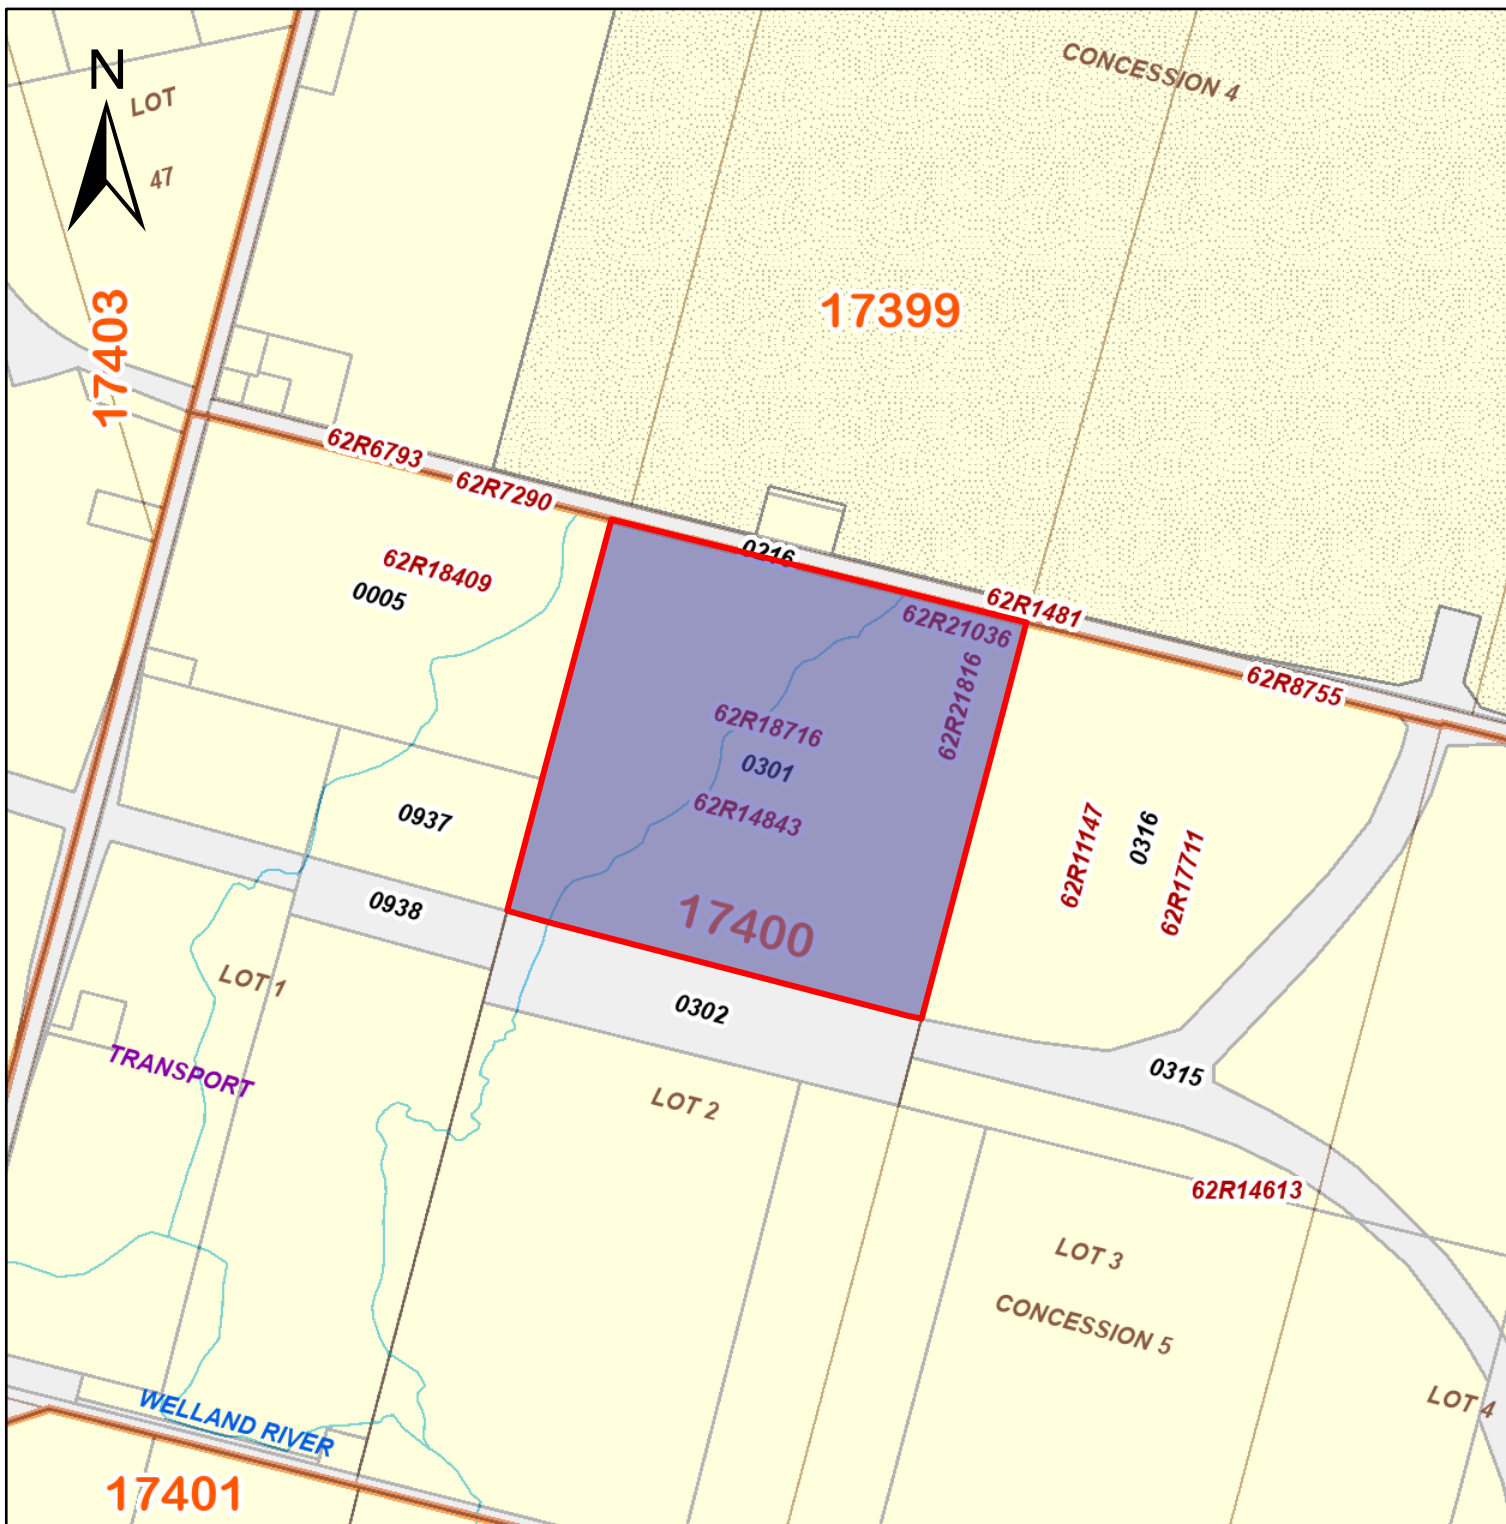 CONCESSION 4
N
LOT
47
17403
17399
62R6793
62R7290
0216
62R18409
0005
62R1481
62R21036
62R21816
62R8755
62R18716
0301
62R14843
0937
62R11147
0316
62R17711
0938
17400
LOT 1
0302
TRANSPORT
0315
LOT 2
62R14613
LOT 3
CONCESSION 5
LOT 4
WELLAND RIVER
17401